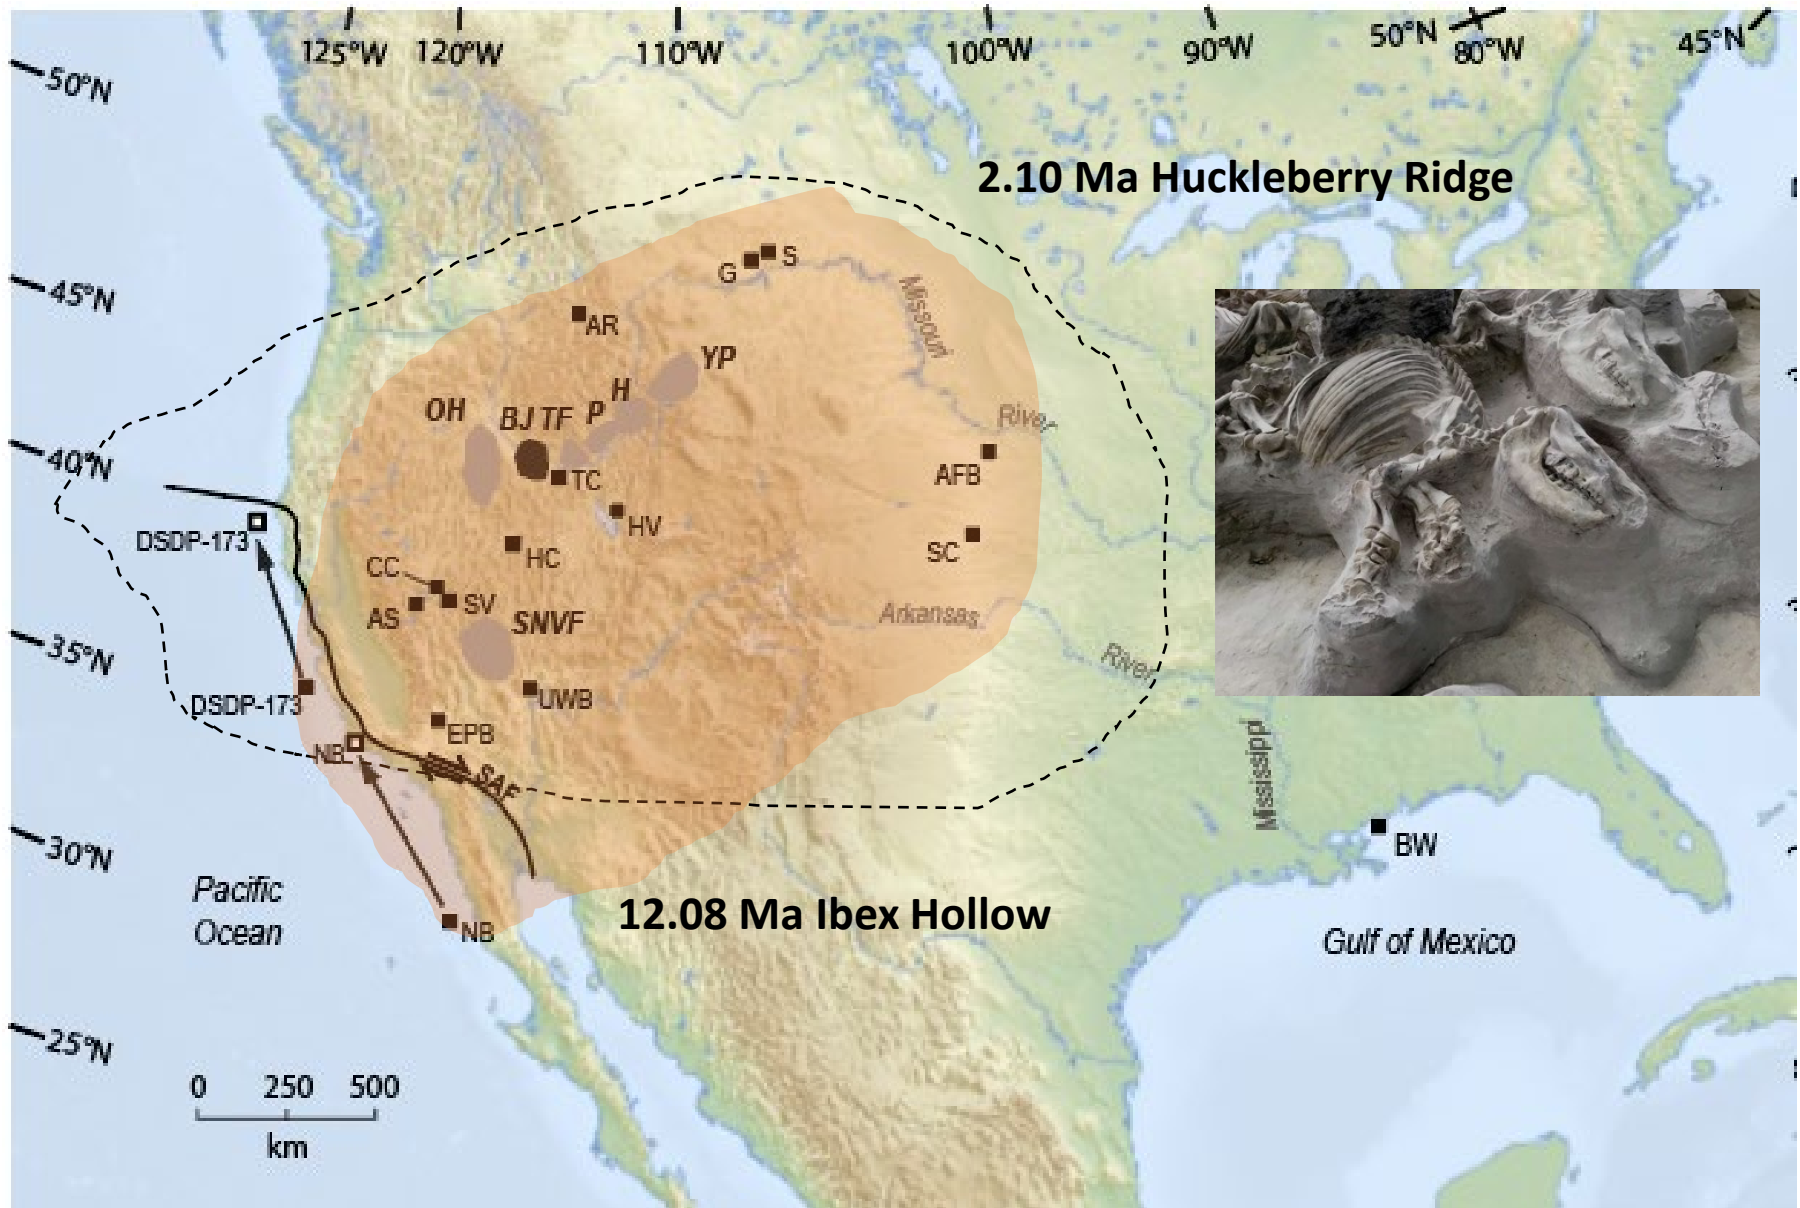 125°W 120°W 110°W 100°W 90°W 50°N 80°W 45°N
50°N
2.10 Ma Huckleberry Ridge
45°N
G S
AR
Missouri
YP
H
OH BJ TF P
River
40°N
AFB
TC
HV
DSDP-173
SC
HC
CC
SV
AS
SNVF
Arkansas
35°N
River
UWB
DSDP-173
EPB
NB
SAF
Mississippi
30°N
BW
Pacific
Ocean
12.08 Ma Ibex Hollow
NB
Gulf of Mexico
25°N
0 250 500
km